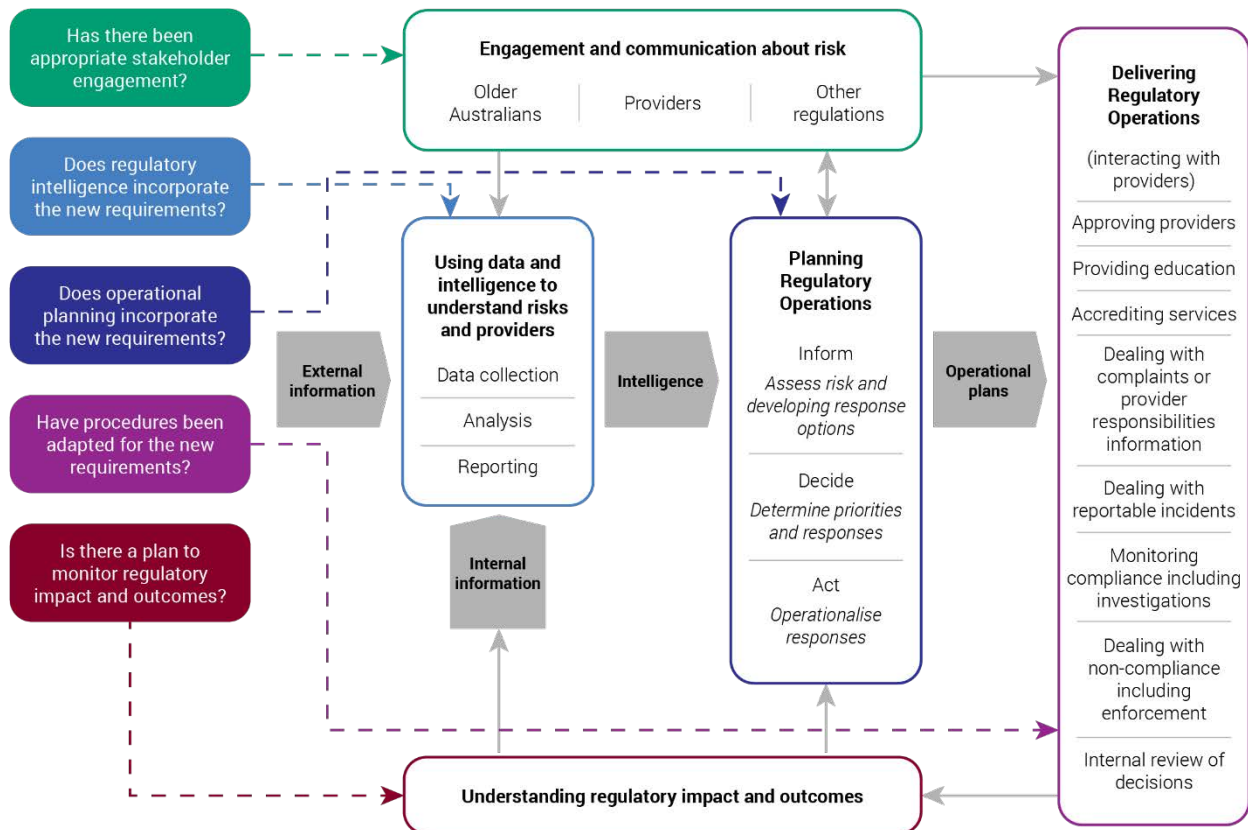 Has there been
appropriate stakeholder
engagement?
Does regulatory
intelligence incorporate
the new requirements?
Does operational
planning incorporate
the new requirements?
Have procedures been
adapted for the new
requirements?
Is there a plan to
monitor regulatory
impact and outcomes?
Engagement and communication about risk
Older
Australians
Providers
Other
regulations
External
information
Using data and
intelligence to
understand risks
and providers
Data collection
Analysis
Reporting
Internal
information
Intelligence
Planning
Regulatory
Operations
Inform
Assess risk and
developing response
options
Decide
Determine priorities
and responses
Act
Operationalise
responses
Operational
plans
Delivering
Regulatory
Operations
(interacting with
providers)
Approving providers
Providing education
Accrediting services
Dealing with
complaints or
provider
responsibilities
information
Dealing with
reportable incidents
Monitoring
compliance including
investigations
Dealing with
non-compliance
including
enforcement
Internal review of
decisions
Understanding regulatory impact and outcomes